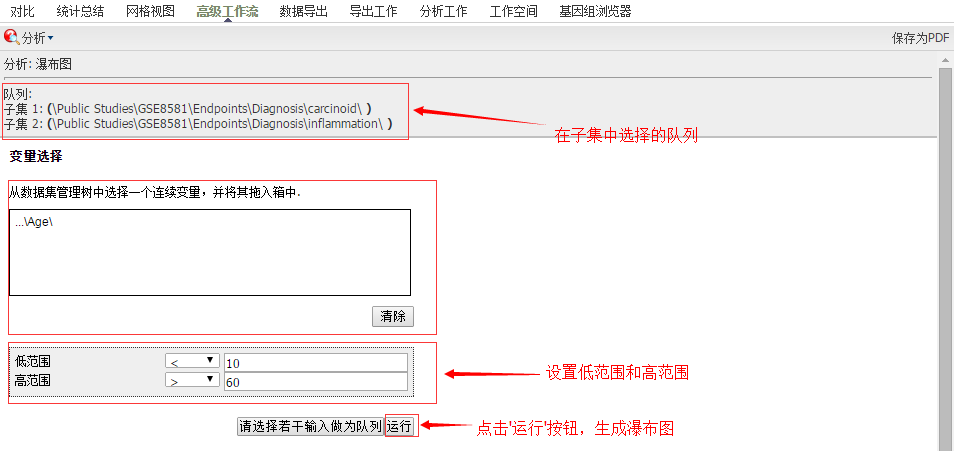 对比 统计总结 网格视图 高级工作流 数据导出 导出工作 分析工作 工作空间 基因组浏览器
分析 保存为PDF
分析: 瀑布图
队列:
子集 1: (\Public Studies\GSE8581\Endpoints\Diagnosis\carcinoid\ )
子集 2: (\Public Studies\GSE8581\Endpoints\Diagnosis\inflammation\ )
在子集中选择的队列
变量选择
从数据集管理树中选择一个连续变量，并将其拖入箱中.
...\Age\
清除
低范围 < 10
高范围 > 60
设置低范围和高范围
请选择若干输入做为队列 运行
点击'运行'按钮，生成瀑布图